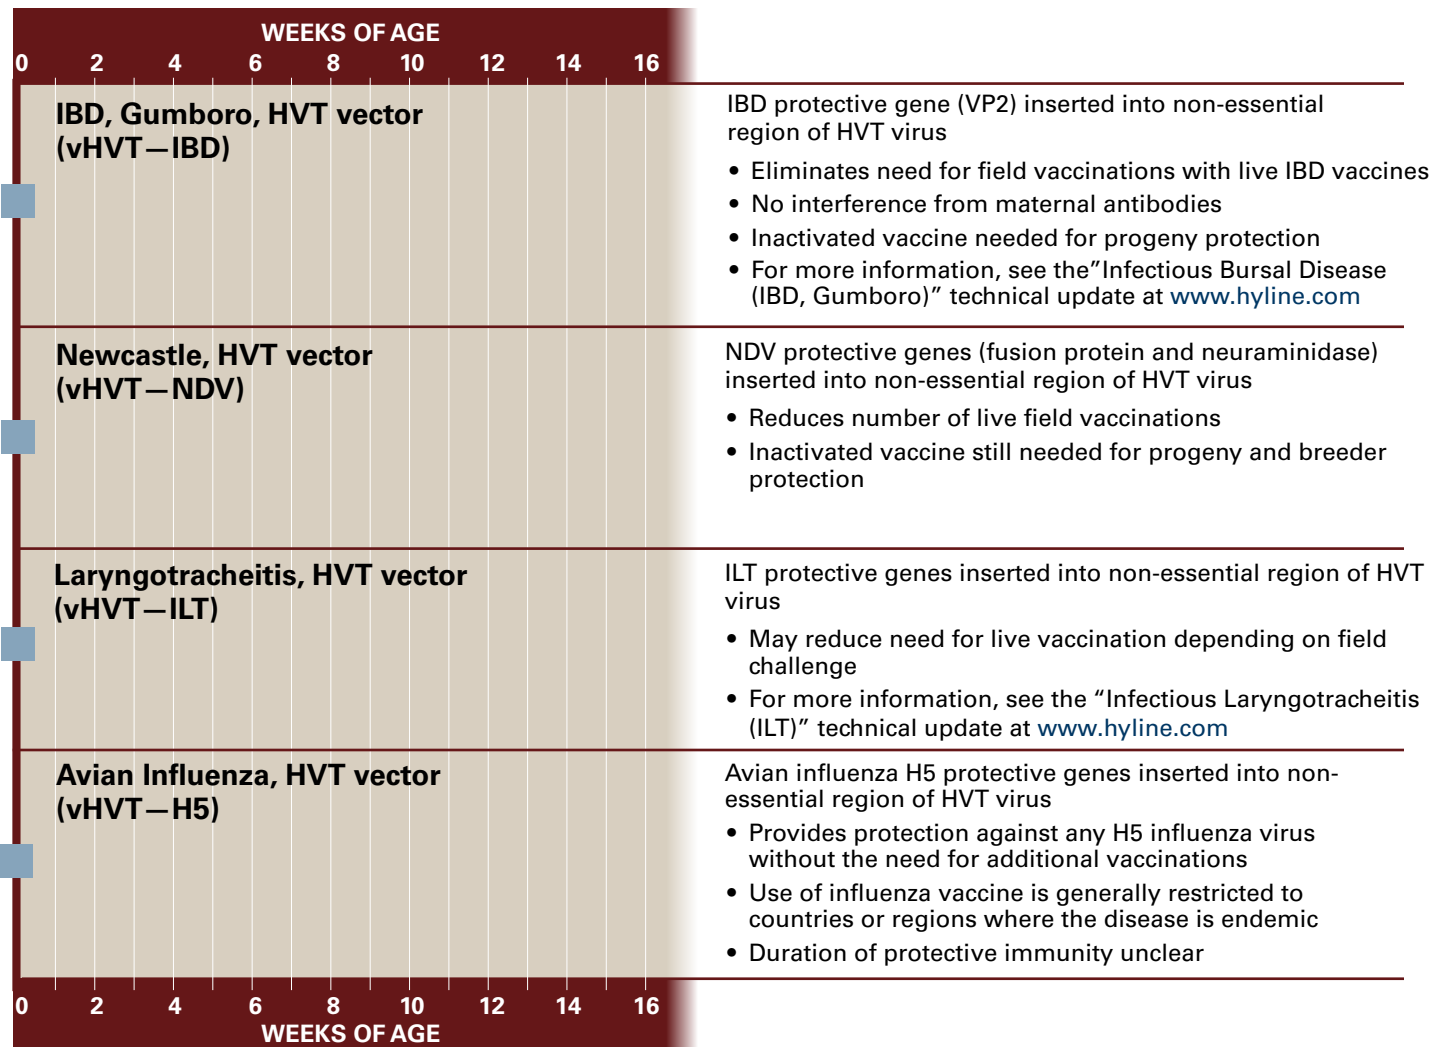 WEEKS OF AGE
0 2 4 6 8 10 12 14 16
IBD, Gumboro, HVT vector
(vHVT—IBD)
IBD protective gene (VP2) inserted into non-essential
region of HVT virus
• Eliminates need for field vaccinations with live IBD vaccines
• No interference from maternal antibodies
• Inactivated vaccine needed for progeny protection
• For more information, see the"Infectious Bursal Disease
(IBD, Gumboro)" technical update at www.hyline.com
Newcastle, HVT vector
(vHVT—NDV)
NDV protective genes (fusion protein and neuraminidase)
inserted into non-essential region of HVT virus
• Reduces number of live field vaccinations
• Inactivated vaccine still needed for progeny and breeder
protection
Laryngotracheitis, HVT vector
(vHVT—ILT)
ILT protective genes inserted into non-essential region of HVT
virus
• May reduce need for live vaccination depending on field
challenge
• For more information, see the “Infectious Laryngotracheitis
(ILT)" technical update at www.hyline.com
Avian Influenza, HVT vector
(vHVT—H5)
Avian influenza H5 protective genes inserted into non-
essential region of HVT virus
• Provides protection against any H5 influenza virus
without the need for additional vaccinations
• Use of influenza vaccine is generally restricted to
countries or regions where the disease is endemic
• Duration of protective immunity unclear
0 2 4 6 8 10 12 14 16
WEEKS OF AGE